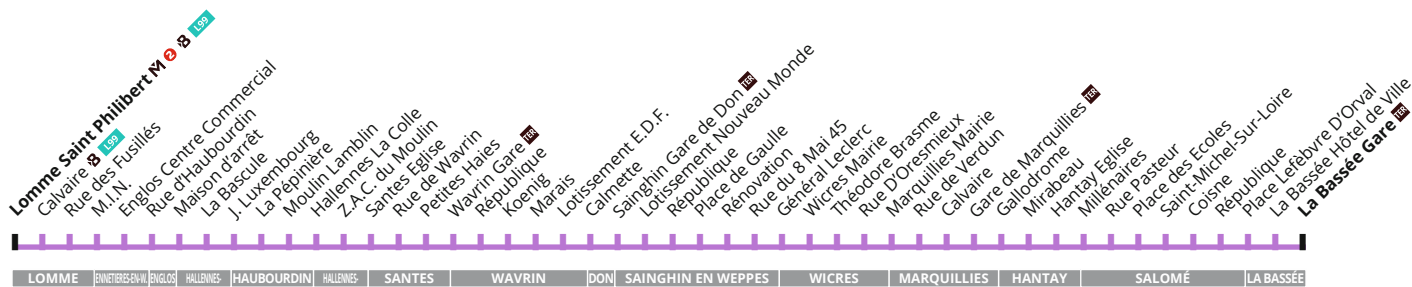 Lomme Saint Philibert M 2 8 L99
Calvaire 8 L99
Rue des Fusillés
M.I.N.
Englos Centre Commercial
Rue d'Haubourdin
Maison d'arrêt
La Bascule
J. Luxembourg
La Pépinière
Moulin Lamblin
Hallennes La Colle
Z.A.C. du Moulin
Santes Eglise
Rue de Wavrin
Petites Haies
Wavrin Gare TER
République
Koenig
Marais
Lotissement E.D.F.
Calmette
Sainghin Gare de Don TER
Lotissement Nouveau Monde
République
Place de Gaulle
Rénovation
Rue du 8 Mai 45
Général Leclerc
Wicres Mairie
Théodore Brasme
Rue D'Oresmieux
Marquillies Mairie
Rue de Verdun
Calvaire
Gare de Marquillies TER
Gallodrome
Mirabeau
Hantay Eglise
Millénaires
Rue Pasteur
Place des Ecoles
Saint-Michel-Sur-Loire
Coisne
République
Place Lefebvre D'Orval
La Bassée Hôtel de Ville
La Bassée Gare TER
LOMME ENNETIERES-EN-W. ENGLOS HALLENNES- HAUBOURDIN HALLENNES- SANTES WAVRIN DON SAINGHIN EN WEPPES WICRES MARQUILLIES HANTAY SALOMÉ LA BASSÉE